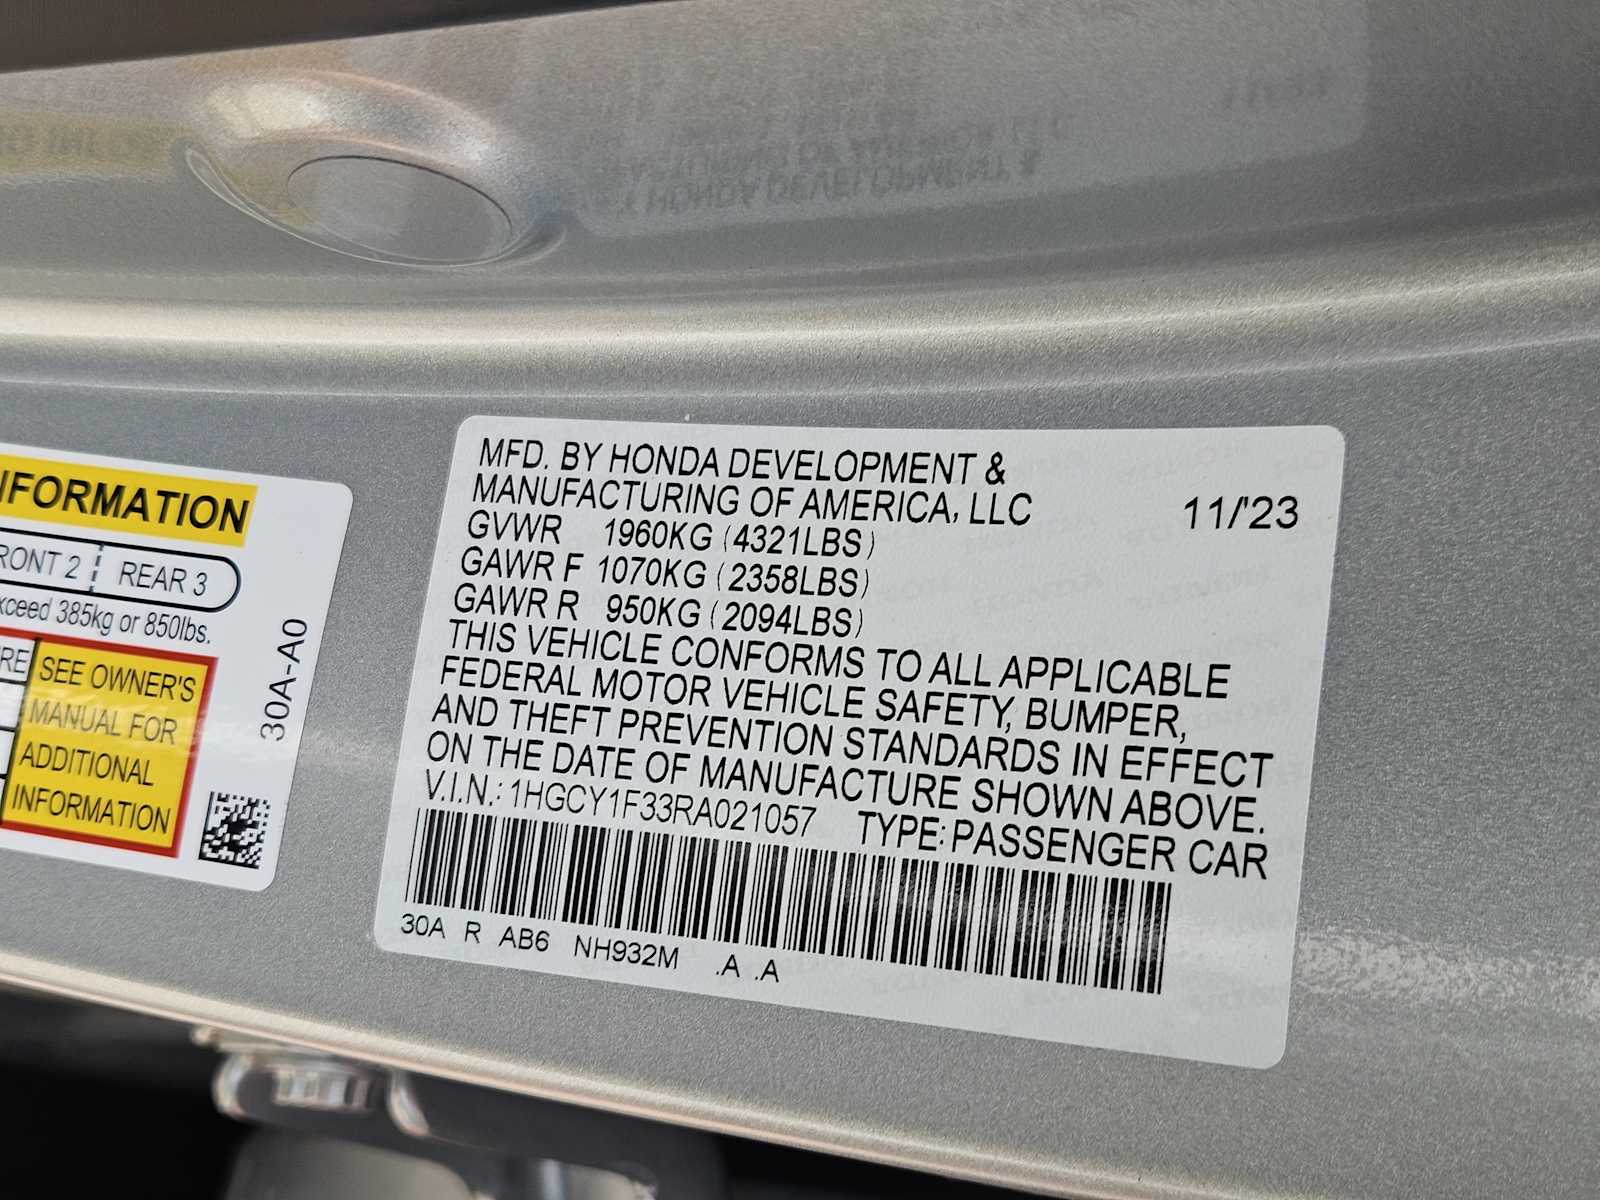 NFORMATION
RONT 2 REAR 3
xceed 385kg or 850lbs.
RE
SEE OWNER'S
MANUAL FOR
ADDITIONAL
INFORMATION
30A-A0
MFD. BY HONDA DEVELOPMENT &
MANUFACTURING OF AMERICA, LLC 11/'23
GVWR 1960KG (4321LBS)
GAWR F 1070KG (2358LBS)
GAWR R 950KG (2094LBS)
THIS VEHICLE CONFORMS TO ALL APPLICABLE
FEDERAL MOTOR VEHICLE SAFETY, BUMPER,
AND THEFT PREVENTION STANDARDS IN EFFECT
ON THE DATE OF MANUFACTURE SHOWN ABOVE.
V.I.N.: 1HGCY1F33RA021057 TYPE: PASSENGER CAR
30A R AB6 NH932M .A .A